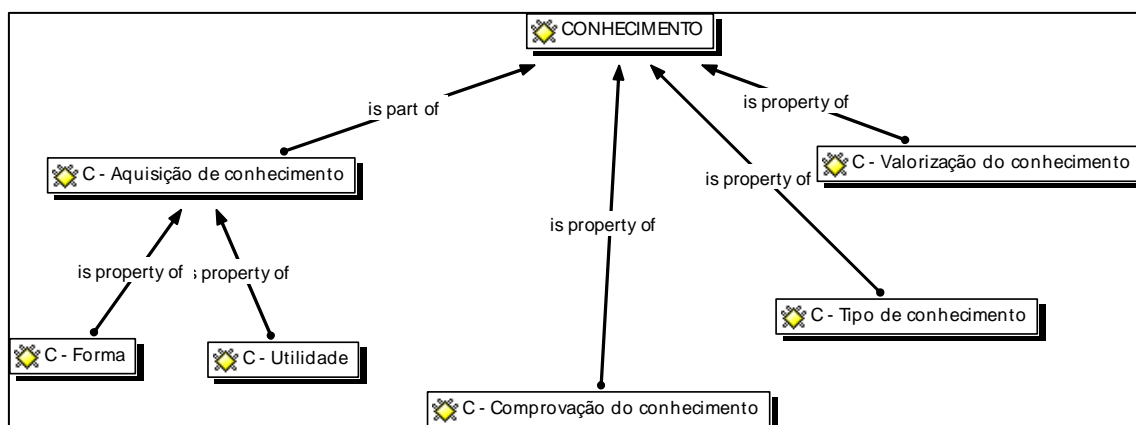 CONHECIMENTO
is part of
is property of
C - Aquisição de conhecimento
C - Valorização do conhecimento
is property of
is property of
is property of
is property of
C - Tipo de conhecimento
C - Forma
C - Utilidade
C - Comprovação do conhecimento